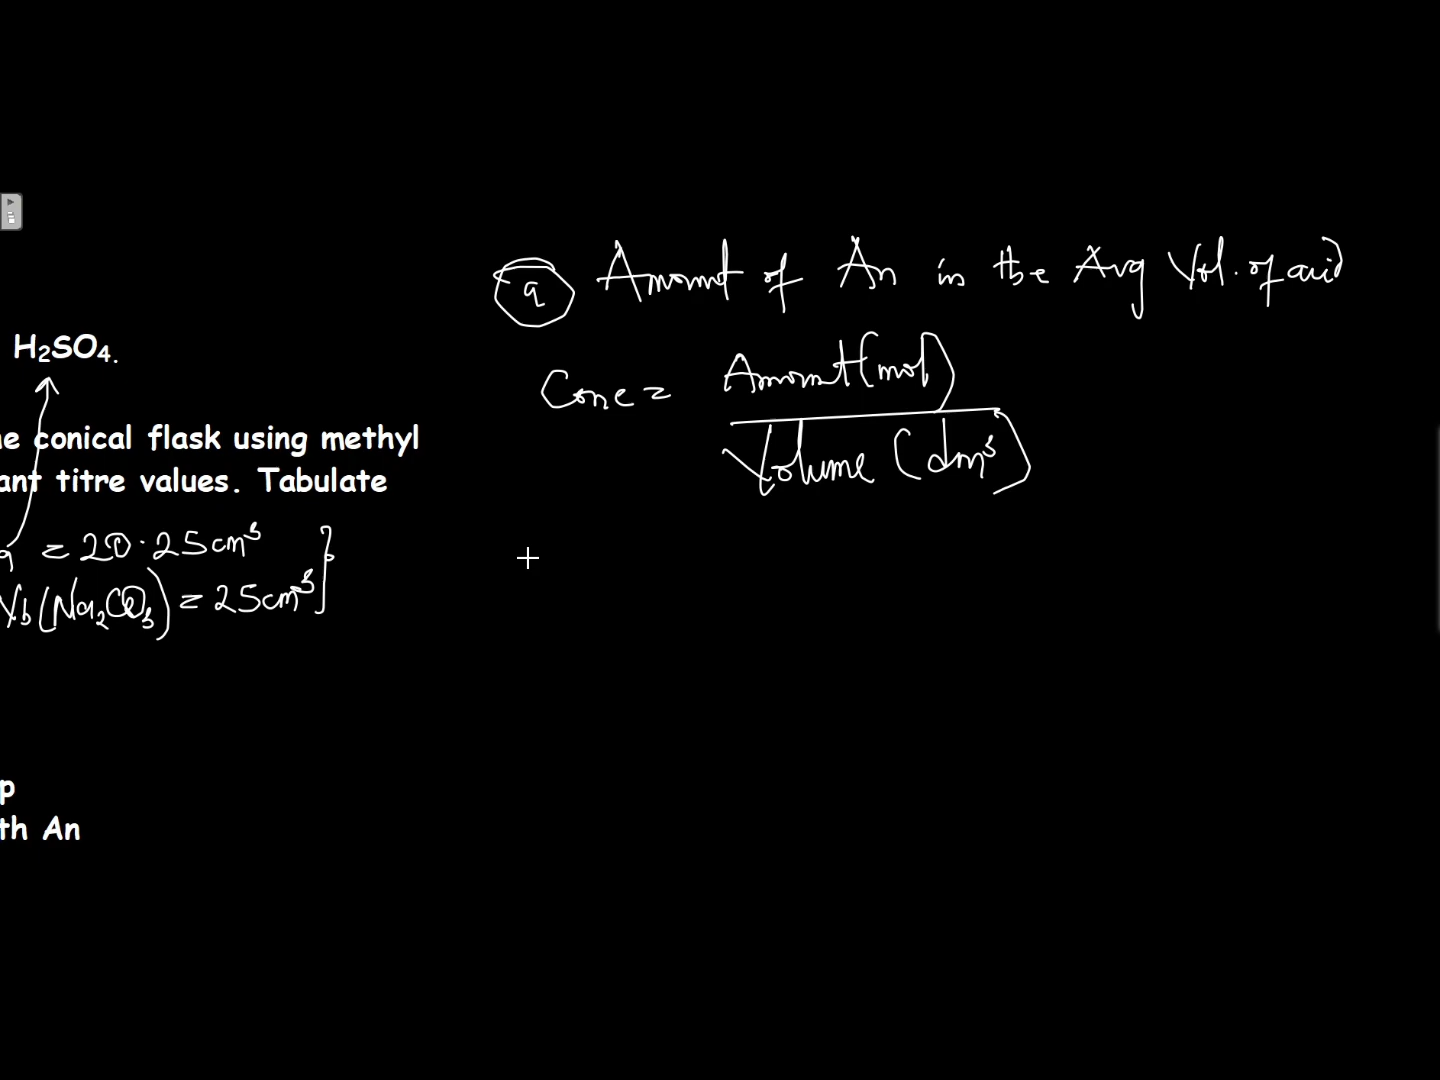 H₂SO₄.
e conical flask using methyl
ant titre values. Tabulate
a = 20.25cm³
Vb(Na₂CO₃) = 25cm³
p
th An
a Amount of An in the Avg Vol. of acid
Conc = Amount(mol)
Volume (dm³)